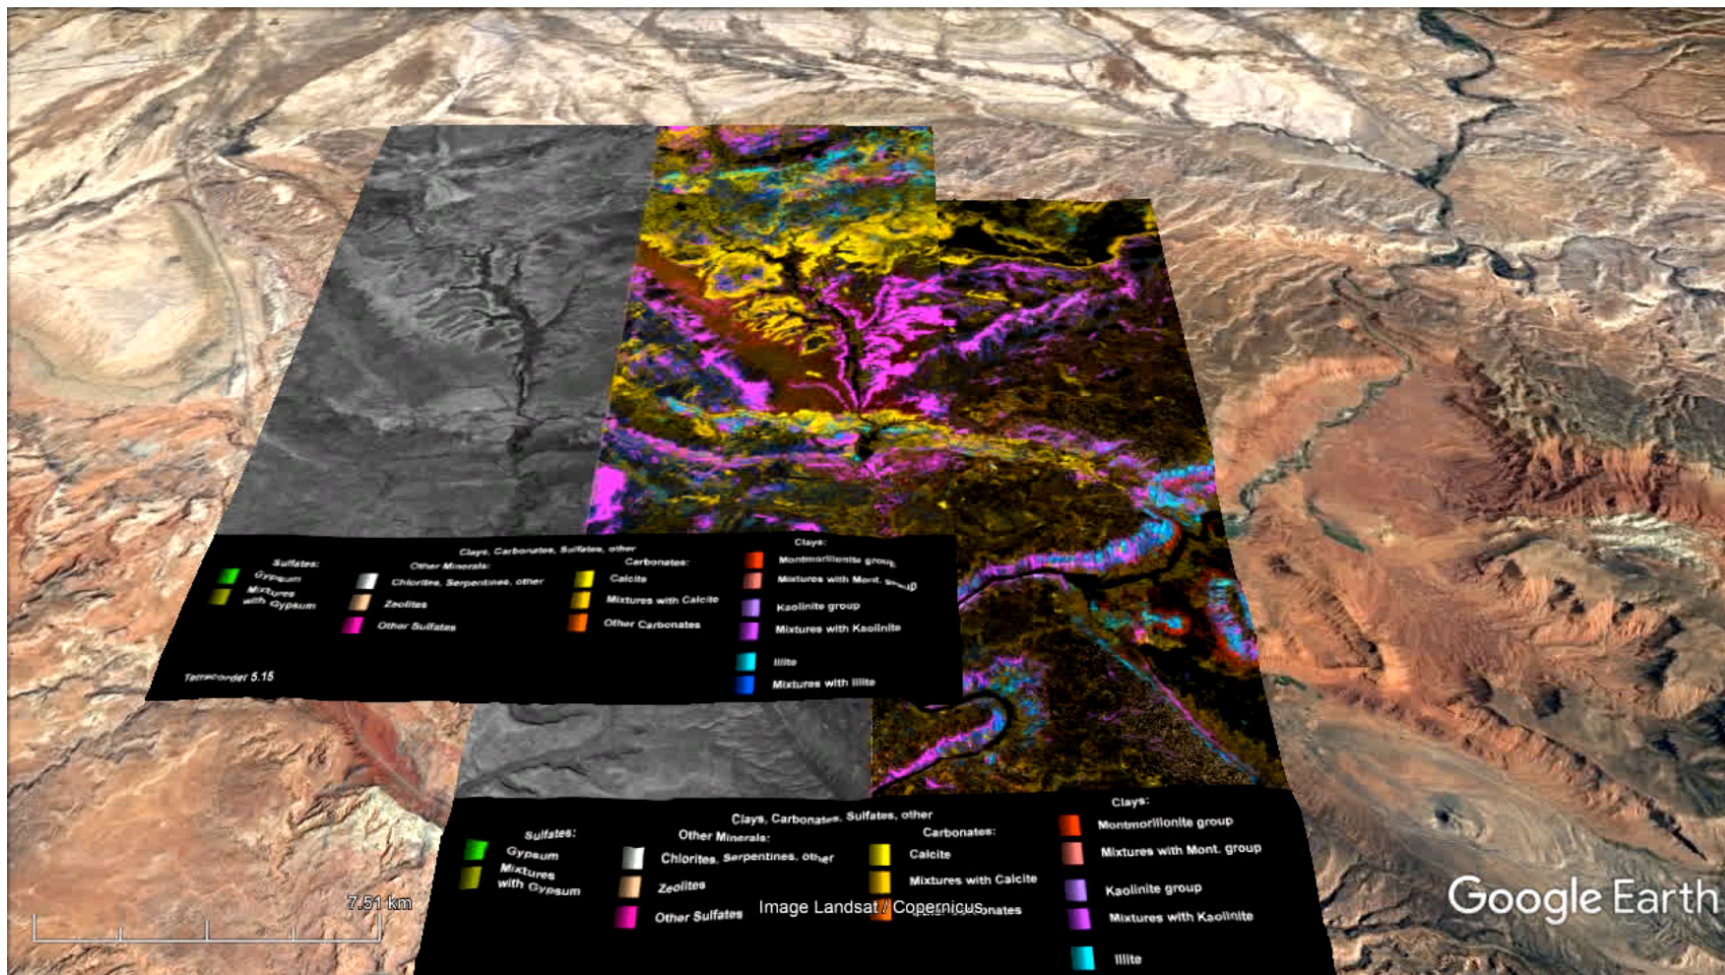 Clays, Carbonates, Sulfates, other
Sulfates:
Gypsum
Mixtures
with Gypsum
Other Minerals:
Chlorites, Serpentines, other
Zeolites
Other Sulfates
Carbonates:
Calcite
Mixtures with Calcite
Other Carbonates
Clays:
Montmorillonite group
Mixtures with Mont. group
Kaolinite group
Mixtures with Kaolinite
Illite
Mixtures with Illite
Tetracorder 5.15
Clays, Carbonates, Sulfates, other
Sulfates:
Gypsum
Mixtures
with Gypsum
Other Minerals:
Chlorites, Serpentines, other
Zeolites
Other Sulfates
Carbonates:
Calcite
Mixtures with Calcite
Clays:
Montmorillonite group
Mixtures with Mont. group
Kaolinite group
Mixtures with Kaolinite
Illite
7.51 km
Image Landsat / Copernicus
Google Earth